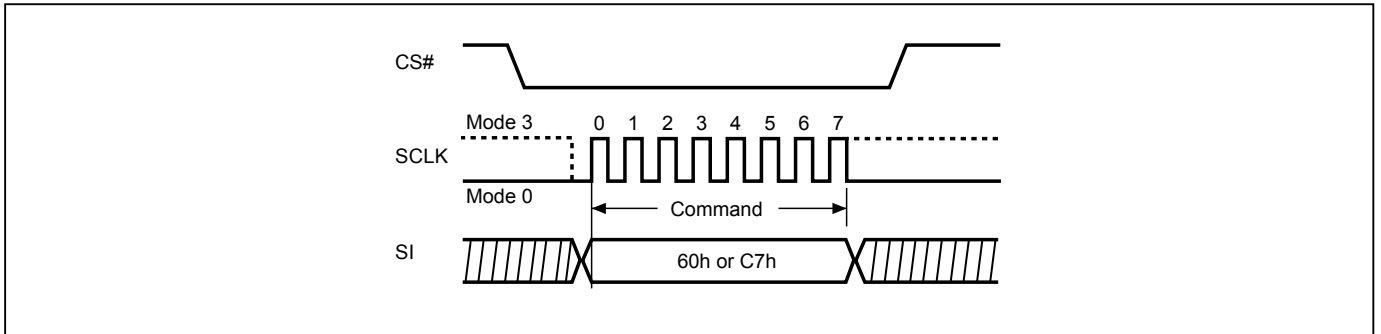 CS#
Mode 3
0 1 2 3 4 5 6 7
SCLK
Mode 0
Command
SI
60h or C7h